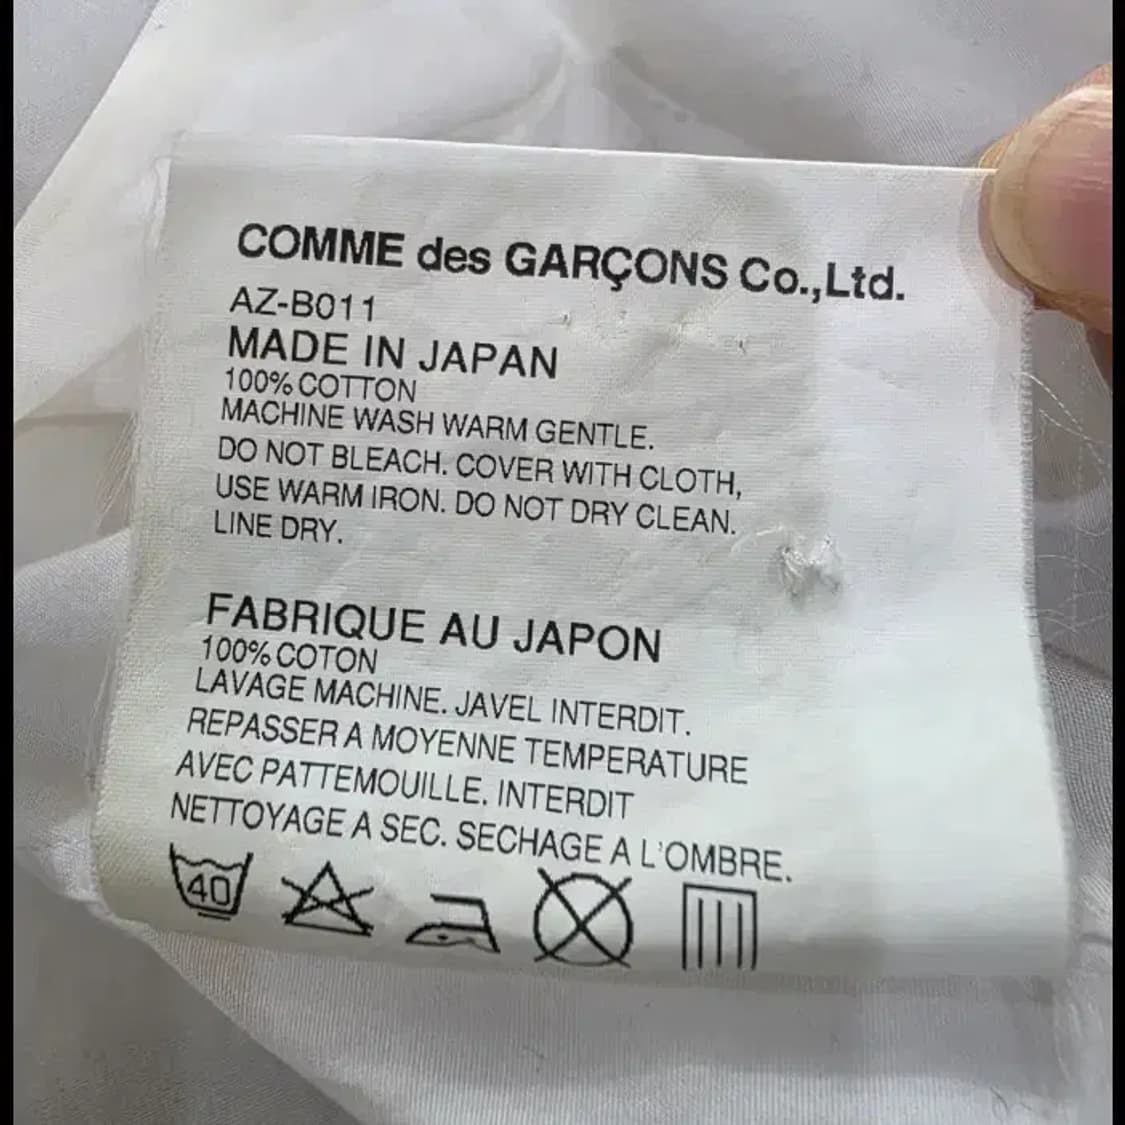 COMME des GARÇONS Co.,Ltd.
AZ-B011
MADE IN JAPAN
100% COTTON
MACHINE WASH WARM GENTLE.
DO NOT BLEACH. COVER WITH CLOTH,
USE WARM IRON. DO NOT DRY CLEAN.
LINE DRY.
FABRIQUE AU JAPON
100% COTON
LAVAGE MACHINE. JAVEL INTERDIT.
REPASSER A MOYENNE TEMPERATURE
AVEC PATTEMOUILLE. INTERDIT
NETTOYAGE A SEC. SECHAGE A L'OMBRE.
40